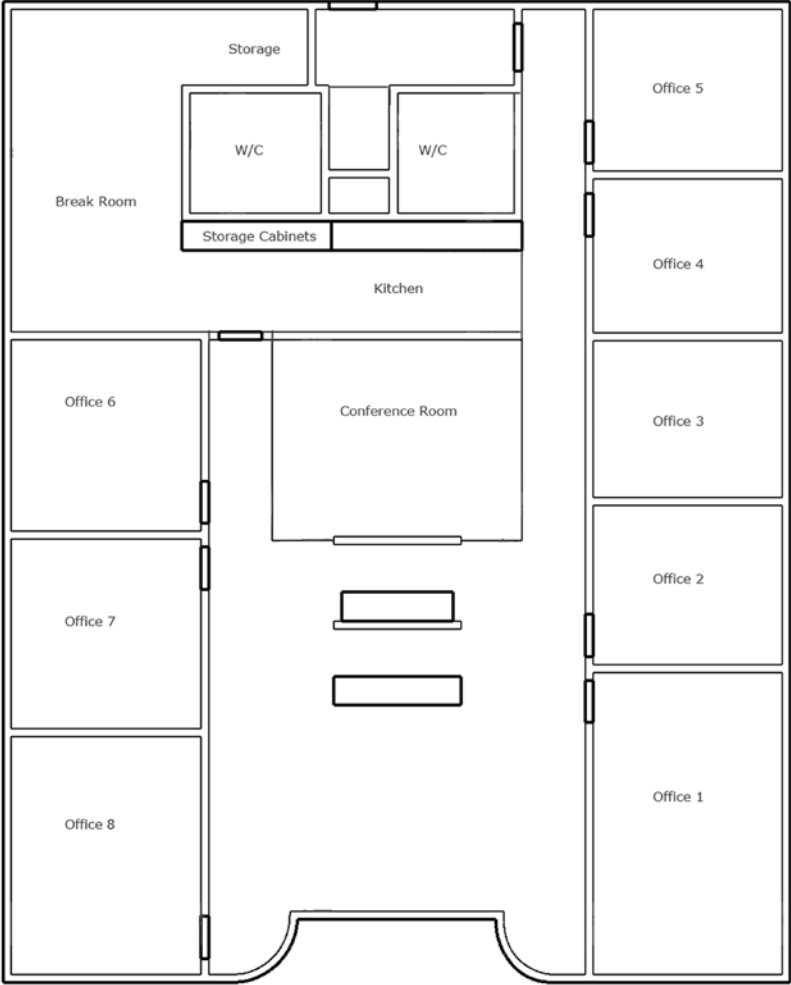 Storage
Office 5
W/C
W/C
Break Room
Storage Cabinets
Office 4
Kitchen
Office 6
Conference Room
Office 3
Office 2
Office 7
Office 1
Office 8